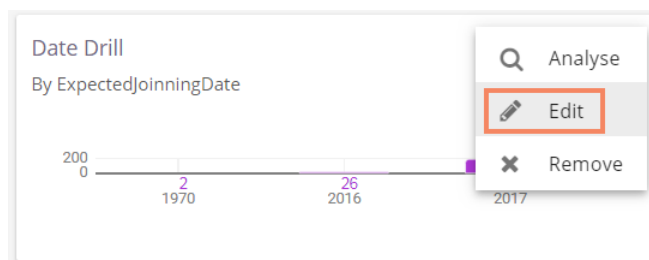 Date Drill
By ExpectedJoinningDate
Analyse
Edit
Remove
200
0
2
26
1970
2016
2017